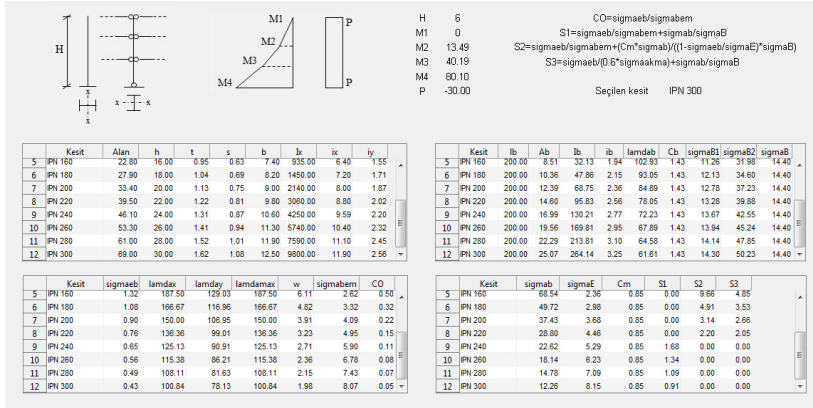 H 6 CO=sigmaeb/sigmabem
M1 0 S1=sigmaeb/sigmabem+sigmab/sigmaB
M2 13.49 S2=sigmaeb/sigmabem+(Cm*sigmab)/((1-sigmaeb/sigmaE)*sigmaB)
M3 40.19 S3=sigmaeb/(0.6*sigmaakma)+sigmab/sigmaB
M4 80.10
P -30.00 Seçilen kesit IPN 300
H
x x
x x
M1 P
M2
M3
M4 P
Kesit Alan h t s b Ix ix iy
5 IPN 160 22.80 16.00 0.95 0.63 7.40 935.00 6.40 1.55
6 IPN 180 27.90 18.00 1.04 0.69 8.20 1450.00 7.20 1.71
7 IPN 200 33.40 20.00 1.13 0.75 9.00 2140.00 8.00 1.87
8 IPN 220 39.50 22.00 1.22 0.81 9.80 3060.00 8.80 2.02
9 IPN 240 46.10 24.00 1.31 0.87 10.60 4250.00 9.59 2.20
10 IPN 260 53.30 26.00 1.41 0.94 11.30 5740.00 10.40 2.32
11 IPN 280 61.00 28.00 1.52 1.01 11.90 7590.00 11.10 2.45
12 IPN 300 69.00 30.00 1.62 1.08 12.50 9800.00 11.90 2.56
Kesit lb Ab Ib ib lamdab Cb sigmaB1 sigmaB2 sigmaB
5 IPN 160 200.00 8.51 32.13 1.94 102.93 1.43 11.26 31.98 14.40
6 IPN 180 200.00 10.36 47.86 2.15 93.05 1.43 12.13 34.60 14.40
7 IPN 200 200.00 12.39 68.75 2.36 84.89 1.43 12.78 37.23 14.40
8 IPN 220 200.00 14.60 95.83 2.56 78.05 1.43 13.28 39.88 14.40
9 IPN 240 200.00 16.99 130.21 2.77 72.23 1.43 13.67 42.55 14.40
10 IPN 260 200.00 19.56 169.81 2.95 67.89 1.43 13.94 45.24 14.40
11 IPN 280 200.00 22.29 213.81 3.10 64.58 1.43 14.14 47.85 14.40
12 IPN 300 200.00 25.07 264.14 3.25 61.61 1.43 14.30 50.23 14.40
Kesit sigmaeb lamdax lamday lamdamax w sigmabem CO
5 IPN 160 1.32 187.50 129.03 187.50 6.11 2.62 0.50
6 IPN 180 1.08 166.67 116.96 166.67 4.82 3.32 0.32
7 IPN 200 0.90 150.00 106.95 150.00 3.91 4.09 0.22
8 IPN 220 0.76 136.36 99.01 136.36 3.23 4.95 0.15
9 IPN 240 0.65 125.13 90.91 125.13 2.71 5.90 0.11
10 IPN 260 0.56 115.38 86.21 115.38 2.36 6.78 0.08
11 IPN 280 0.49 108.11 81.63 108.11 2.15 7.43 0.07
12 IPN 300 0.43 100.84 78.13 100.84 1.98 8.07 0.05
Kesit sigmab sigmaE Cm S1 S2 S3
5 IPN 160 68.54 2.36 0.85 0.00 9.66 4.85
6 IPN 180 49.72 2.98 0.85 0.00 4.91 3.53
7 IPN 200 37.43 3.68 0.85 0.00 3.14 2.66
8 IPN 220 28.80 4.46 0.85 0.00 2.20 2.05
9 IPN 240 22.62 5.29 0.85 1.68 0.00 0.00
10 IPN 260 18.14 6.23 0.85 1.34 0.00 0.00
11 IPN 280 14.78 7.09 0.85 1.09 0.00 0.00
12 IPN 300 12.26 8.15 0.85 0.91 0.00 0.00